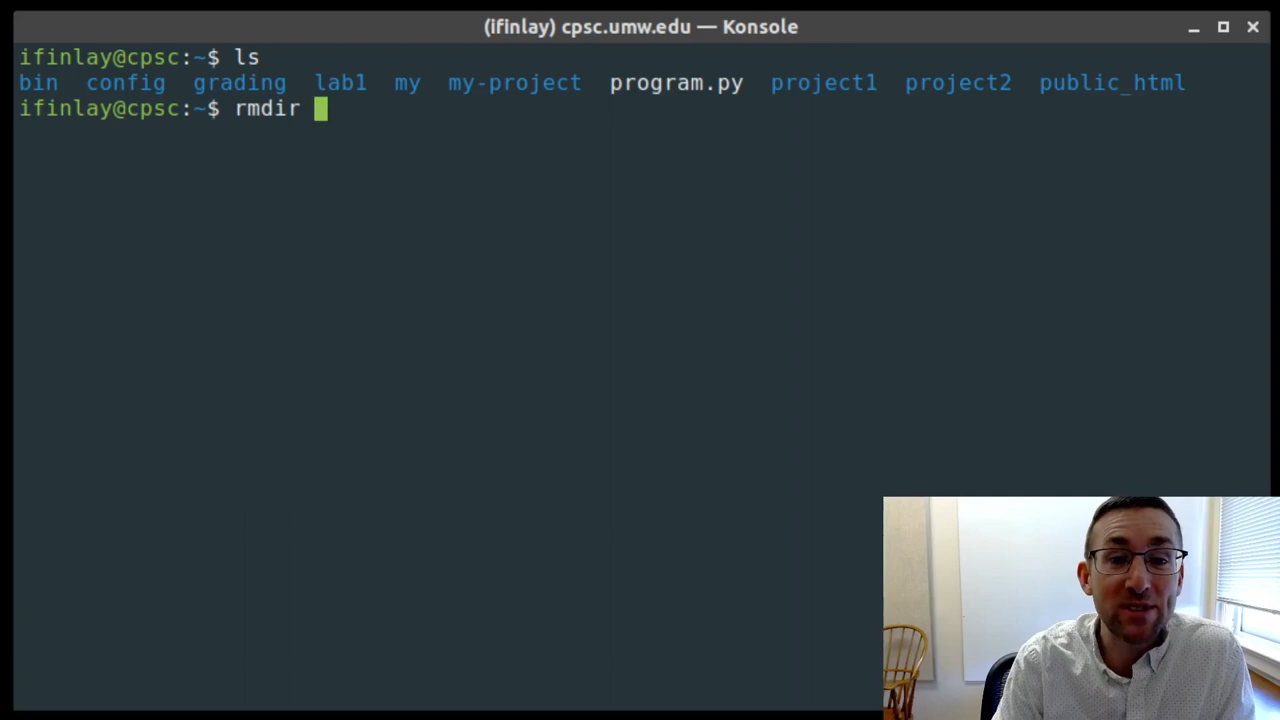 (ifinlay) cpsc.umw.edu — Konsole
ifinlay@cpsc:~$ ls
bin  config  grading  lab1  my  my-project  program.py  project1  project2  public_html
ifinlay@cpsc:~$ rmdir